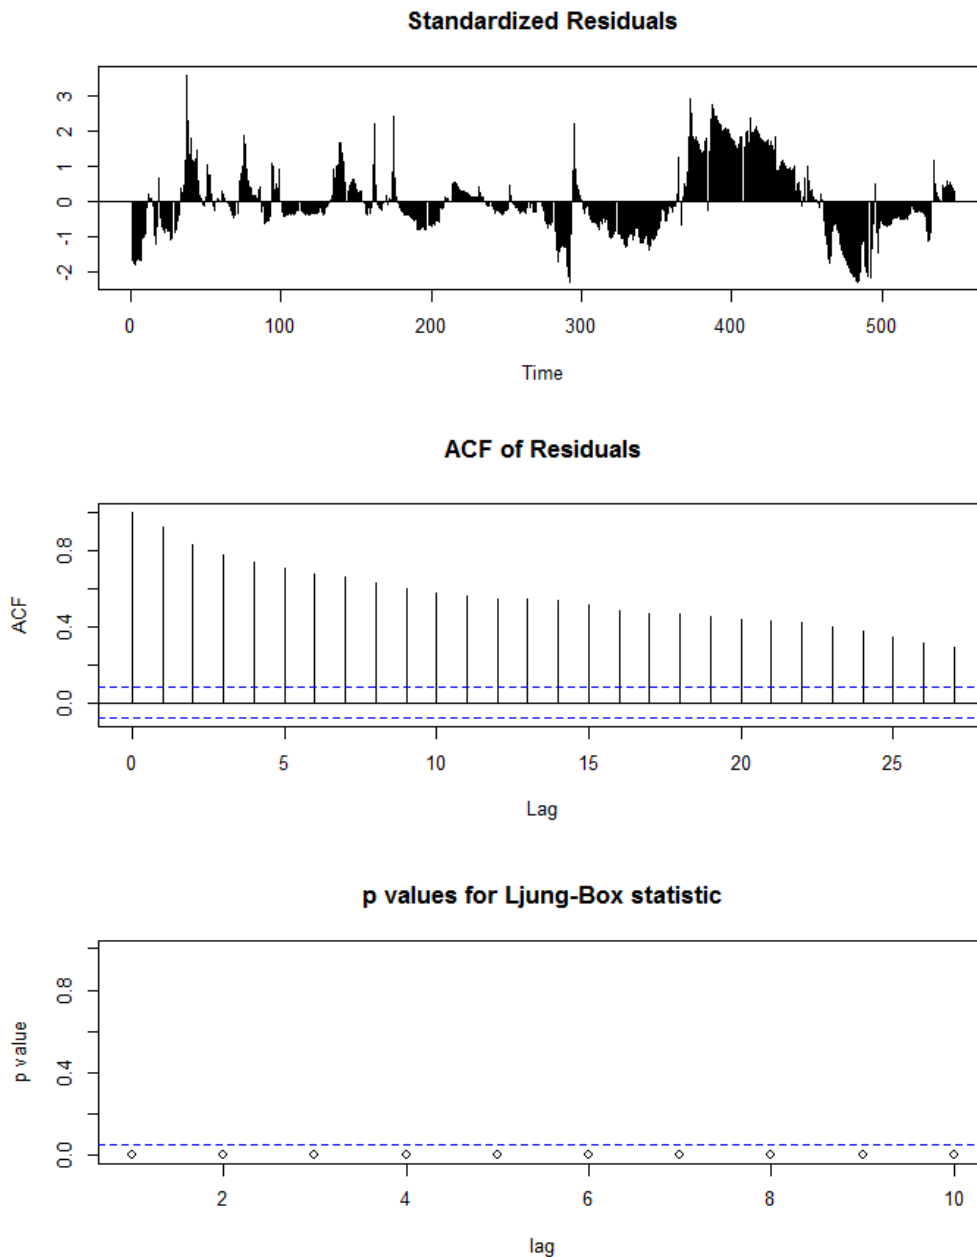 Standardized Residuals
3
2
1
0
-1
-2
0 100 200 300 400 500
Time
ACF of Residuals
ACF
0.8
0.4
0.0
0 5 10 15 20 25
Lag
p values for Ljung-Box statistic
p value
0.8
0.4
0.0
2 4 6 8 10
lag